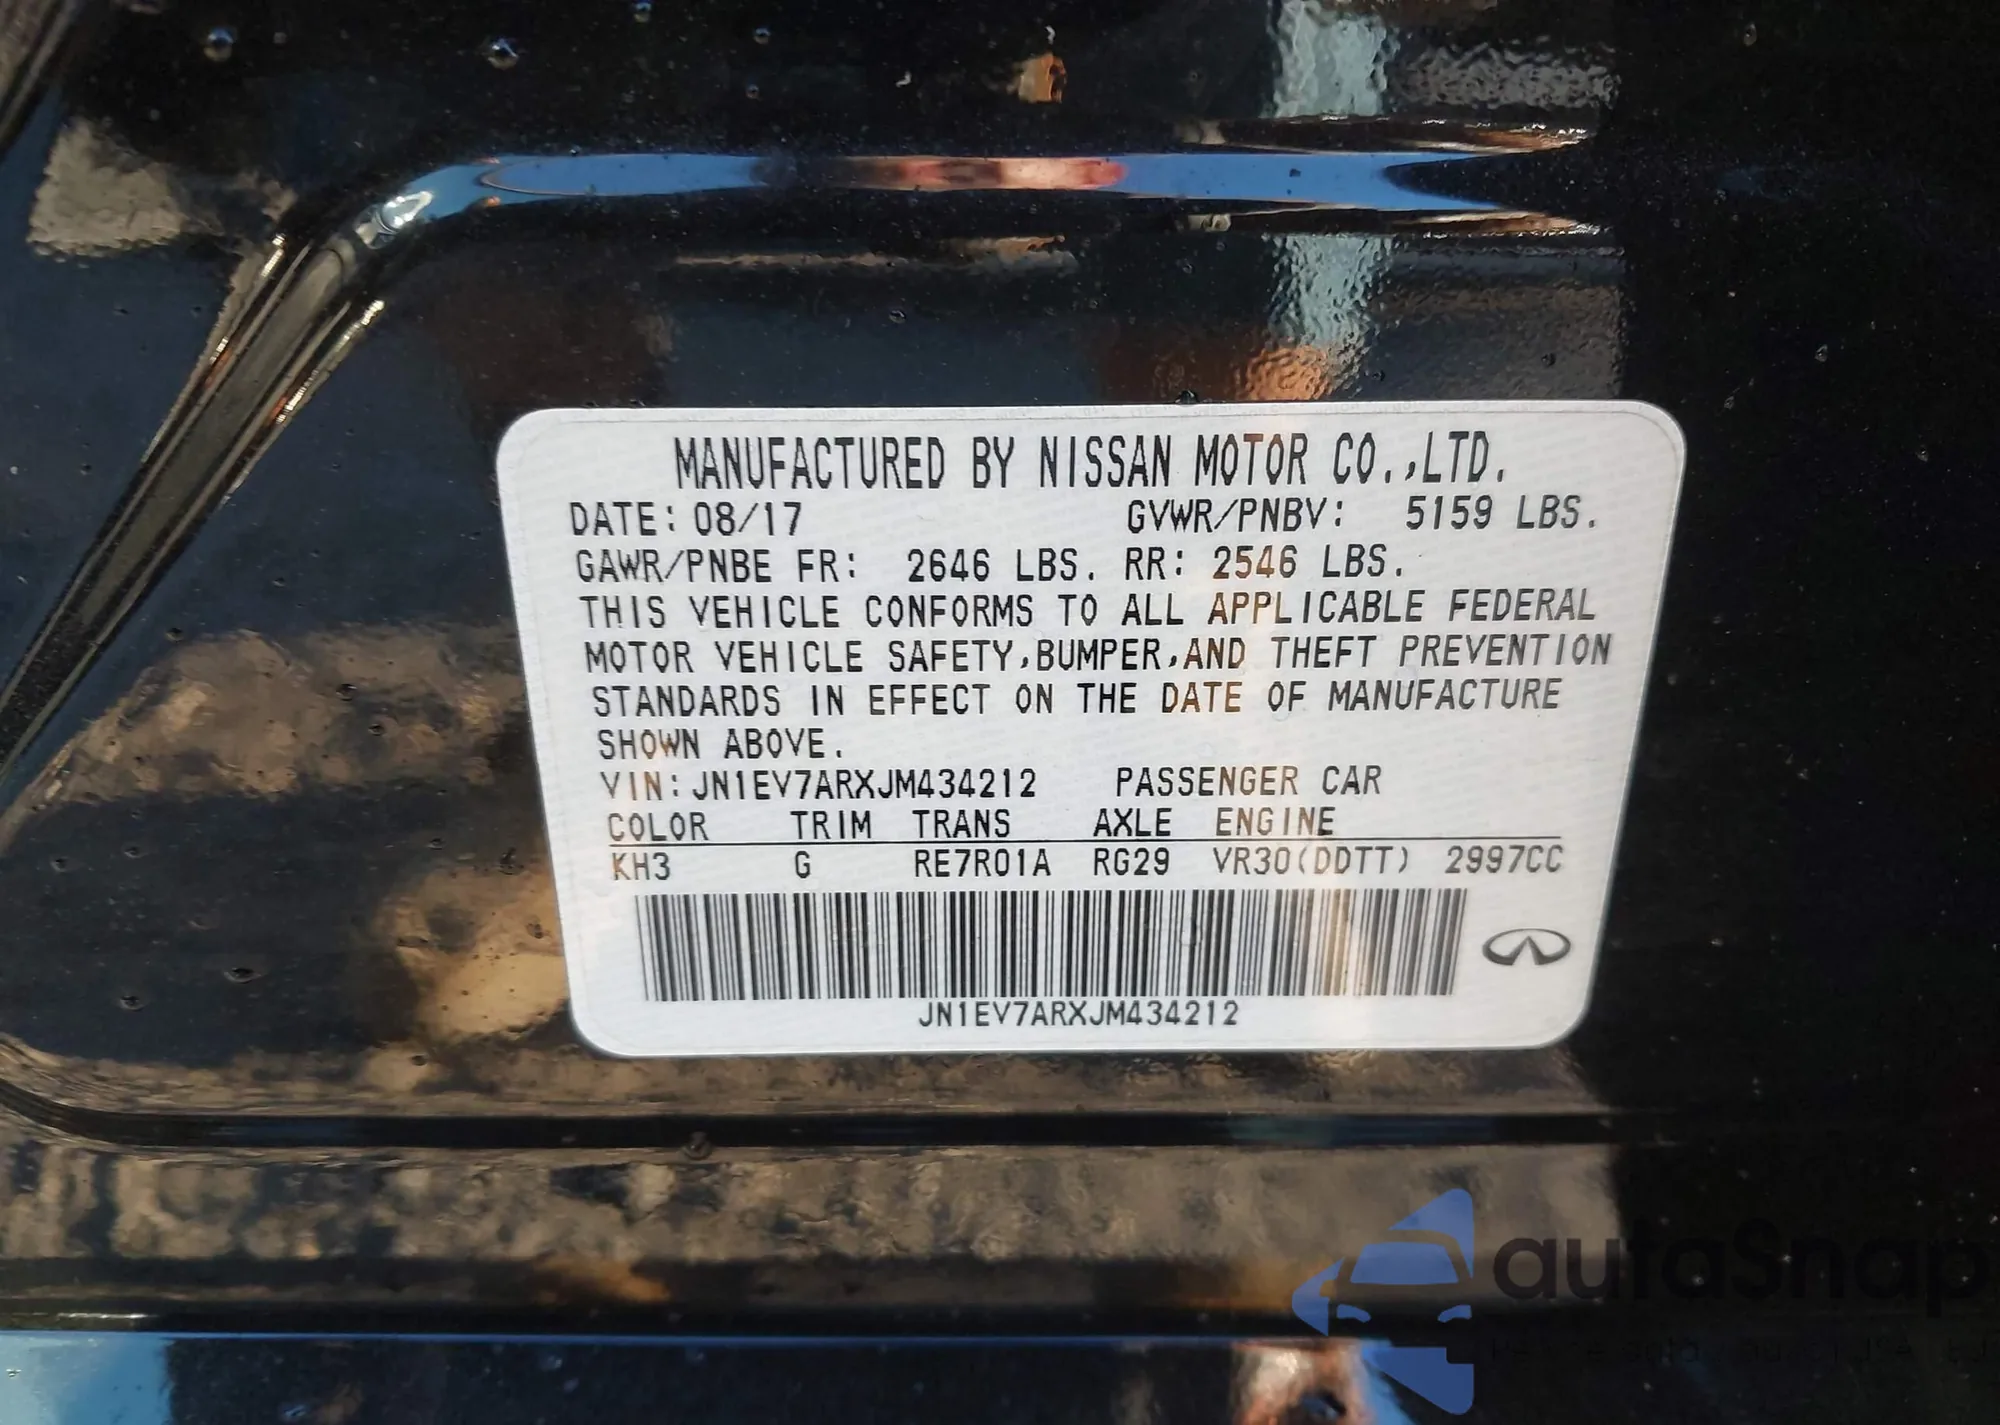 MANUFACTURED BY NISSAN MOTOR CO.,LTD.
DATE: 08/17 GVWR/PNBV: 5159 LBS.
GAWR/PNBE FR: 2646 LBS. RR: 2546 LBS.
THIS VEHICLE CONFORMS TO ALL APPLICABLE FEDERAL
MOTOR VEHICLE SAFETY,BUMPER,AND THEFT PREVENTION
STANDARDS IN EFFECT ON THE DATE OF MANUFACTURE
SHOWN ABOVE.
VIN:JN1EV7ARXJM434212 PASSENGER CAR
COLOR TRIM TRANS AXLE ENGINE
KH3 G RE7R01A RG29 VR30(DDTT) 2997CC
JN1EV7ARXJM434212
autaSnap